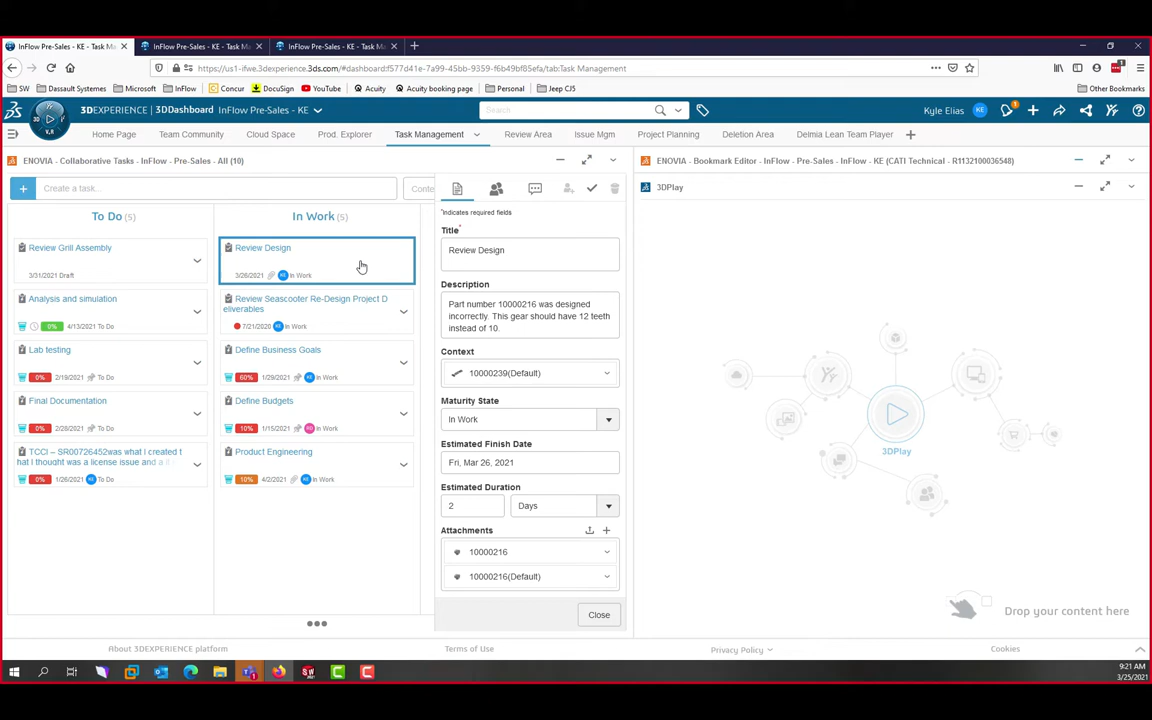 InFlow Pre-Sales - KE - Task Ma
InFlow Pre-Sales - KE - Task Man
InFlow Pre-Sales - KE - Task Man
https://us1-ifwe.3dexperience.3ds.com/#dashboard:f577d41e-7a99-45bb-9359-f6b49bf85efa/tab:Task Management
SW
Dassault Systemes
Microsoft
InFlow
Concur
DocuSign
YouTube
Acuity
Acuity booking page
Personal
Jeep CJ5
Other Bookmarks
3DEXPERIENCE | 3DDashboard InFlow Pre-Sales - KE
Search
Kyle Elias
KE
1
3D
V.R
Home Page
Team Community
Cloud Space
Prod. Explorer
Task Management
Review Area
Issue Mgm
Project Planning
Deletion Area
Delmia Lean Team Player
ENOVIA - Collaborative Tasks - InFlow - Pre-Sales - All (10)
ENOVIA - Bookmark Editor - InFlow - Pre-Sales - InFlow - KE (CATI Technical - R1132100036548)
Create a task...
Conte
3DPlay
To Do (5)
Review Grill Assembly
3/31/2021 Draft
Analysis and simulation
0% 4/13/2021 To Do
Lab testing
0% 2/19/2021 To Do
Final Documentation
0% 2/28/2021 To Do
TCCI – SR00726452was what I created t
hat I thought was a license issue and a it
0% 1/26/2021 KE To Do
In Work (5)
Review Design
3/26/2021 KE In Work
Review Seascooter Re-Design Project D
eliverables
7/21/2020 KE In Work
Define Business Goals
60% 1/29/2021 KE In Work
Define Budgets
10% 1/15/2021 In Work
Product Engineering
10% 4/2/2021 KE In Work
*Indicates required fields
Title*
Review Design
Description
Part number 10000216 was designed
incorrectly. This gear should have 12 teeth
instead of 10.
Context
10000239(Default)
Maturity State
In Work
Estimated Finish Date
Fri, Mar 26, 2021
Estimated Duration
2
Days
Attachments
10000216
10000216(Default)
Close
3DPlay
Drop your content here
About 3DEXPERIENCE platform
Terms of Use
Privacy Policy
Cookies
9:21 AM
3/25/2021